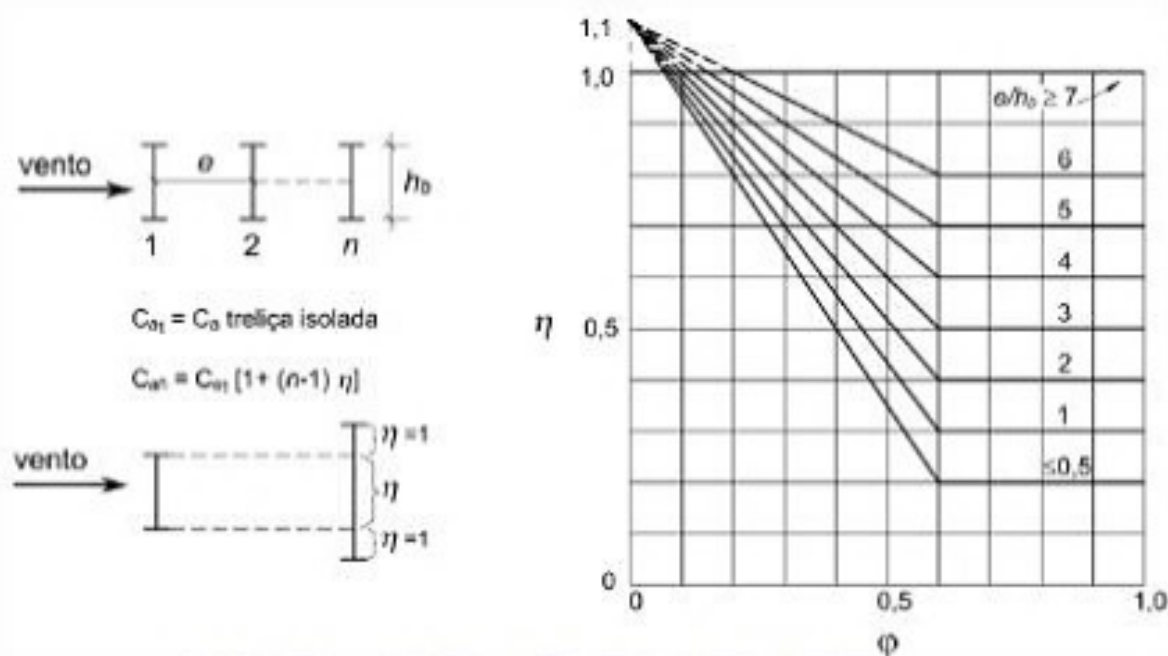 vento
e
h₀
1 2 n
Cₐ₁ = Cₐ treliça isolada
Cₐₙ = Cₐ₁ [1+ (n-1) η]
vento
η =1
η
η =1
1,1
1,0
e/h₀ ≥ 7
6
5
4
η 0,5
3
2
1
≤0,5
0
0 0,5 1,0
φ